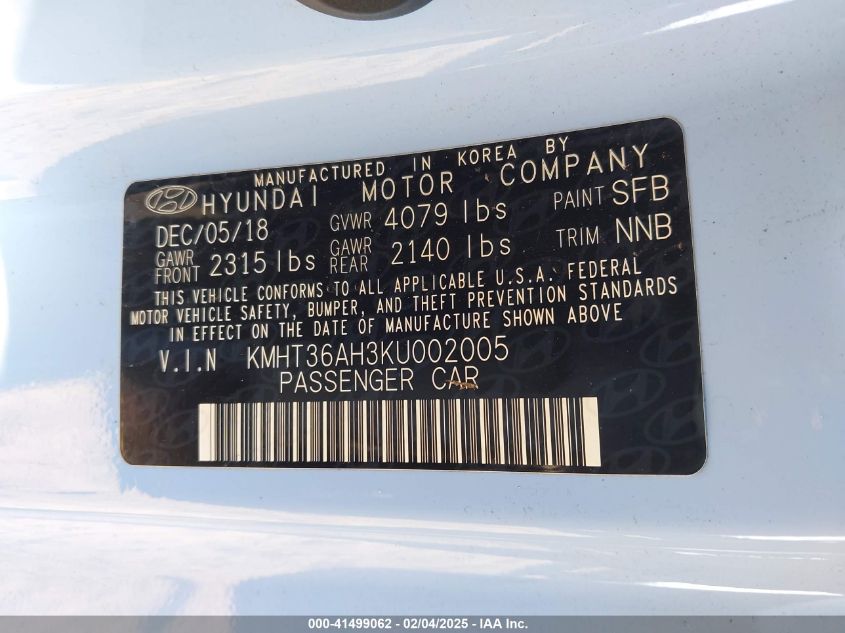 MANUFACTURED IN KOREA BY
HYUNDAI MOTOR COMPANY
DEC/05/18 GVWR 4079 lbs PAINT SFB
GAWR FRONT 2315 lbs GAWR REAR 2140 lbs TRIM NNB
THIS VEHICLE CONFORMS TO ALL APPLICABLE U.S.A. FEDERAL
MOTOR VEHICLE SAFETY, BUMPER, AND THEFT PREVENTION STANDARDS
IN EFFECT ON THE DATE OF MANUFACTURE SHOWN ABOVE
V.I.N KMHT36AH3KU002005
PASSENGER CAR
000-41499062 - 02/04/2025 - IAA Inc.